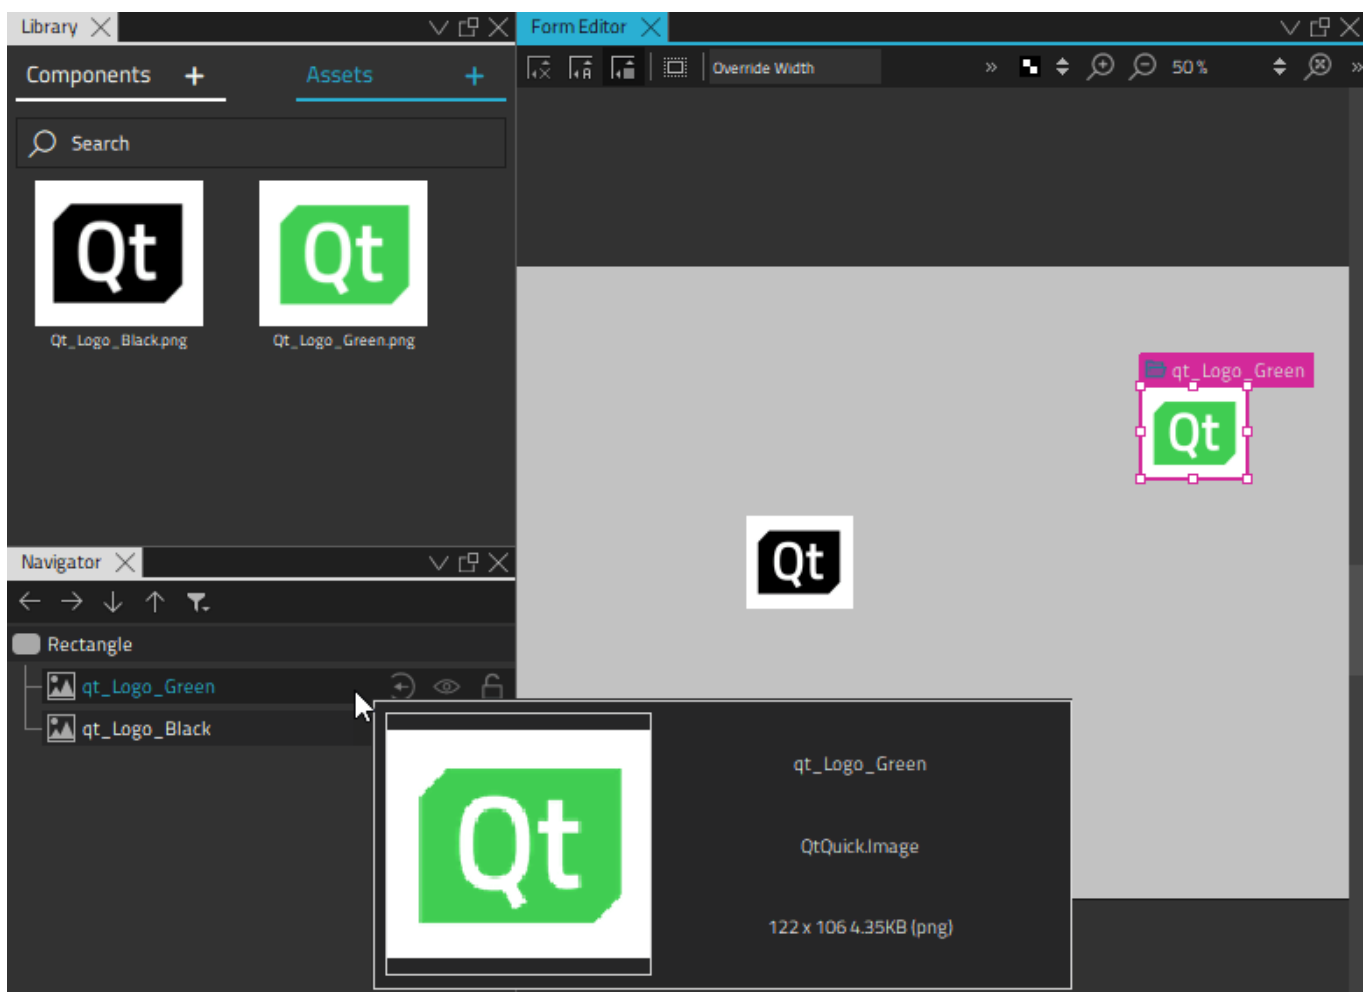 Library
Components +
Assets +
Search
Qt
Qt
Qt_Logo_Black.png
Qt_Logo_Green.png
Navigator
Rectangle
qt_Logo_Green
qt_Logo_Black
Form Editor
Override Width
»
50%
»
qt_Logo_Green
Qt
Qt
Qt
qt_Logo_Green
QtQuick.Image
122 x 106 4.35KB (png)